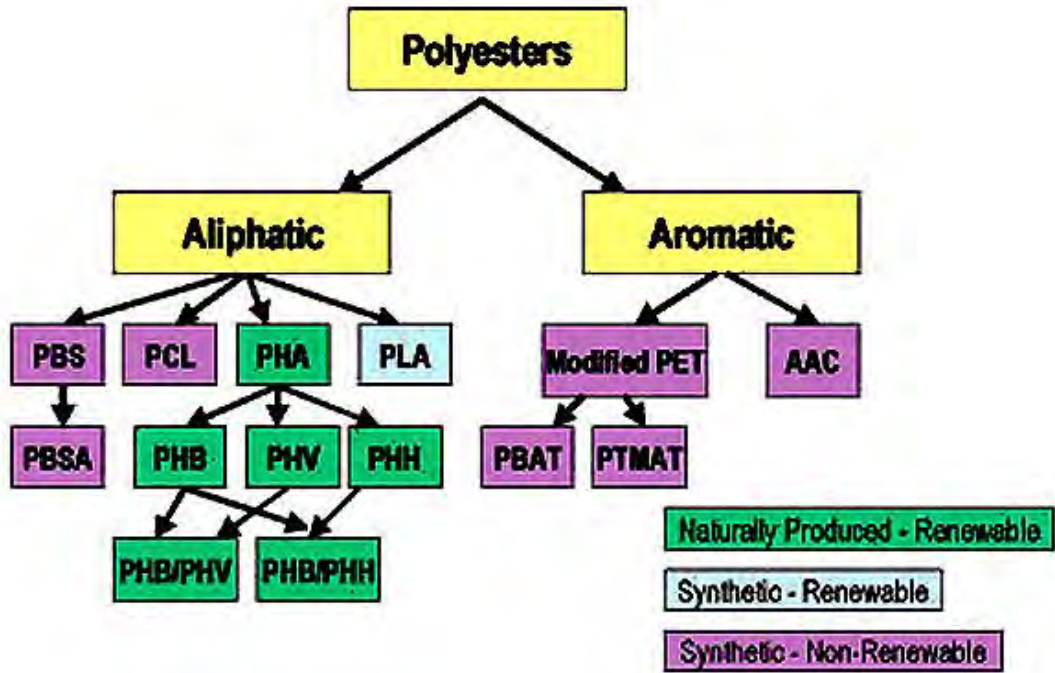 Polyesters
Aliphatic
Aromatic
PBS
PCL
PHA
PLA
Modified PET
AAC
PBSA
PHB
PHV
PHH
PBAT
PTMAT
PHB/PHV
PHB/PHH
Naturally Produced - Renewable
Synthetic - Renewable
Synthetic - Non-Renewable